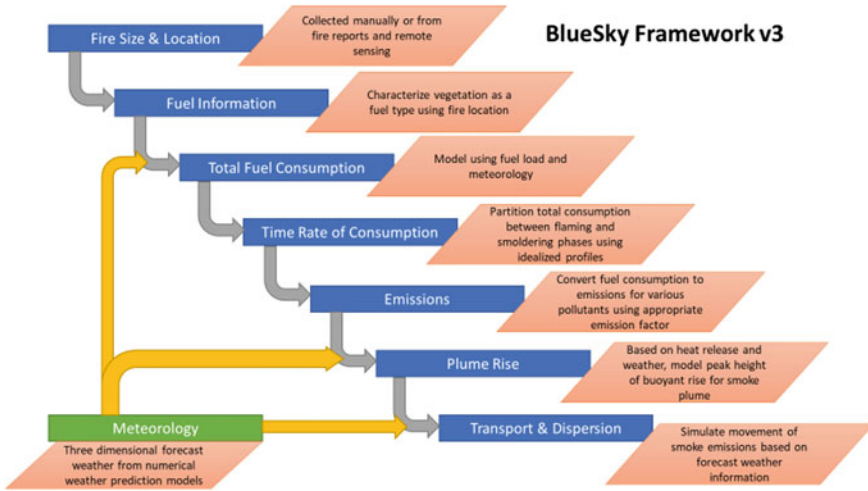 BlueSky Framework v3
Fire Size & Location
Collected manually or from
fire reports and remote
sensing
Fuel Information
Characterize vegetation as a
fuel type using fire location
Total Fuel Consumption
Model using fuel load and
meteorology
Time Rate of Consumption
Partition total consumption
between flaming and
smoldering phases using
idealized profiles
Emissions
Convert fuel consumption to
emissions for various
pollutants using appropriate
emission factor
Plume Rise
Based on heat release and
weather, model peak height
of buoyant rise for smoke
plume
Meteorology
Three dimensional forecast
weather from numerical
weather prediction models
Transport & Dispersion
Simulate movement of
smoke emissions based on
forecast weather
information